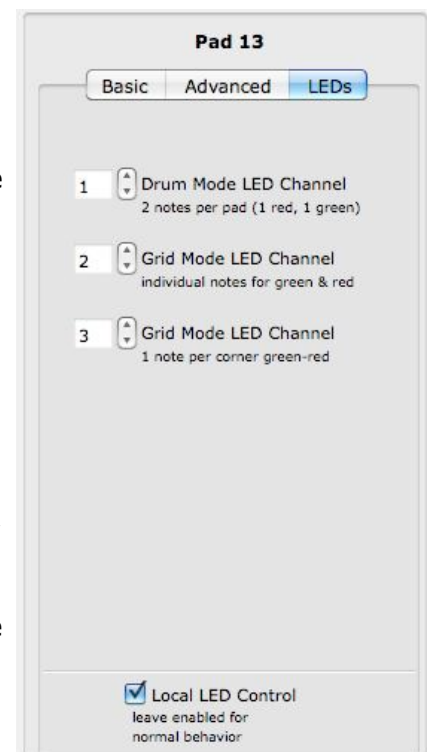 Pad 13
Basic Advanced LEDs
1 Drum Mode LED Channel
2 notes per pad (1 red, 1 green)
2 Grid Mode LED Channel
individual notes for green & red
3 Grid Mode LED Channel
1 note per corner green-red
Local LED Control
leave enabled for
normal behavior